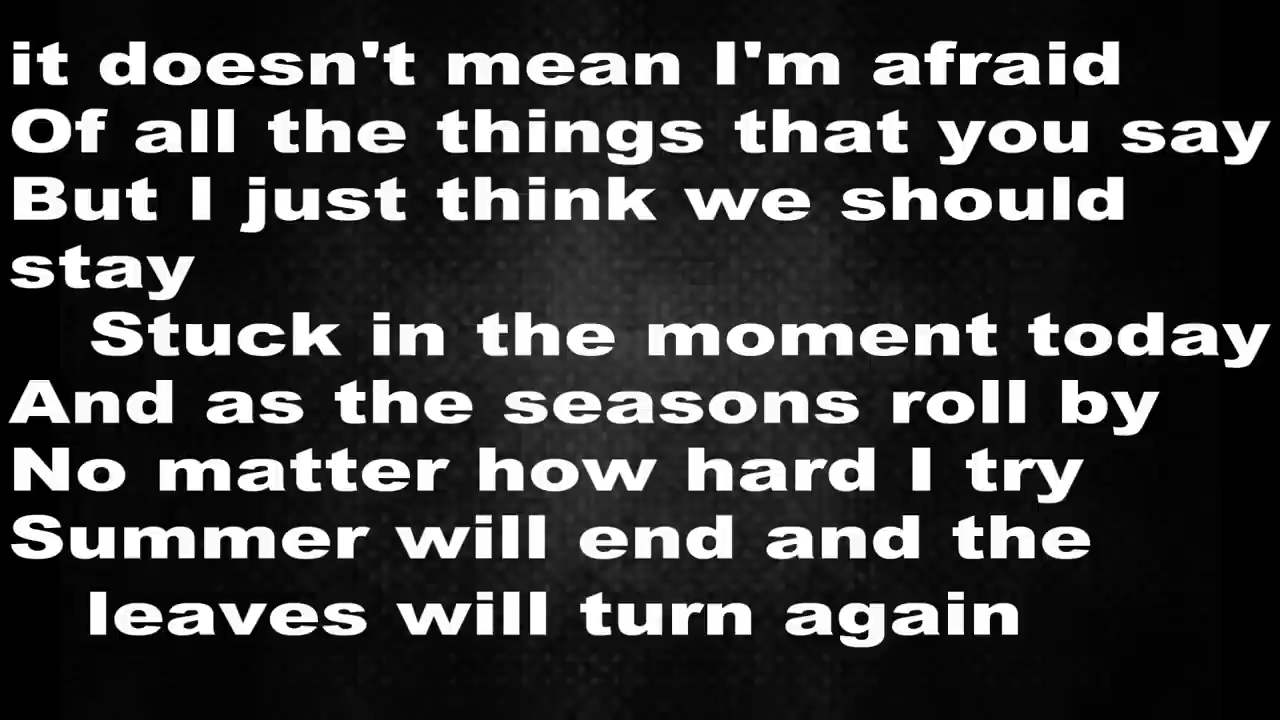 it doesn't mean I'm afraid
Of all the things that you say
But I just think we should
stay
Stuck in the moment today
And as the seasons roll by
No matter how hard I try
Summer will end and the
leaves will turn again